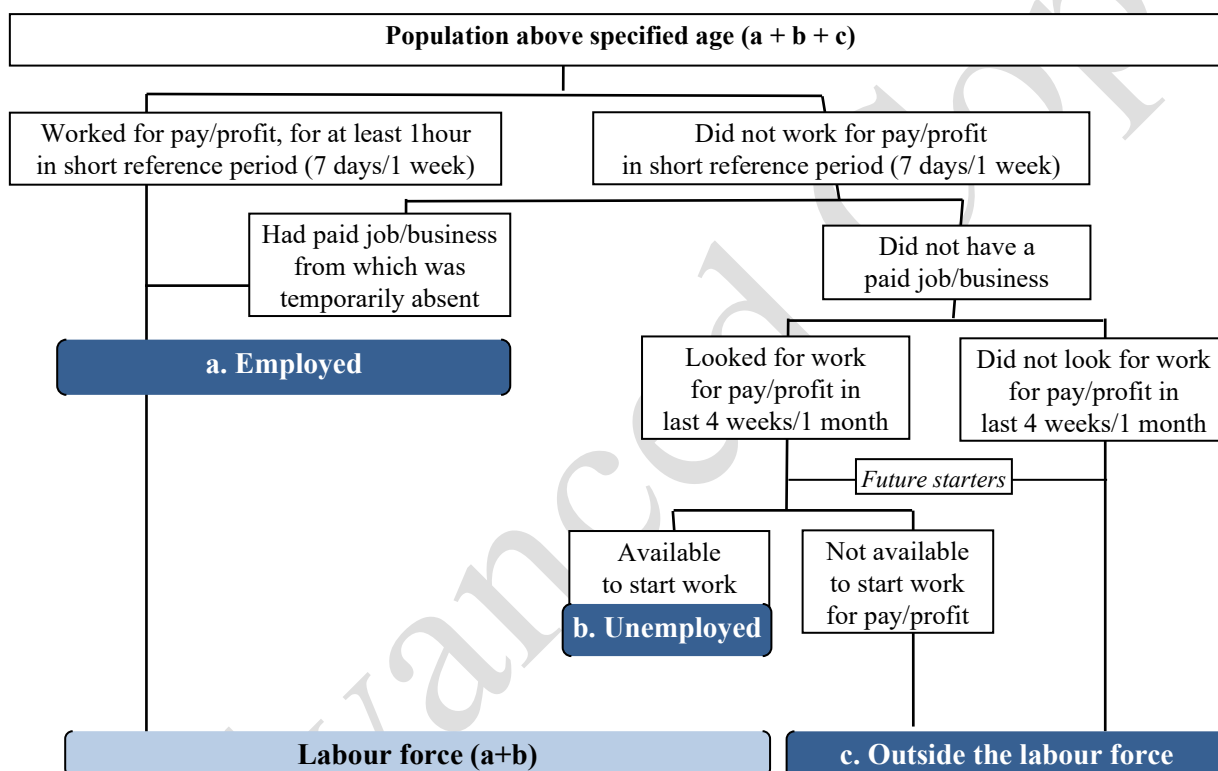 Population above specified age (a + b + c)
Worked for pay/profit, for at least 1hour
in short reference period (7 days/1 week)
Did not work for pay/profit
in short reference period (7 days/1 week)
Had paid job/business
from which was
temporarily absent
Did not have a
paid job/business
a. Employed
Looked for work
for pay/profit in
last 4 weeks/1 month
Did not look for work
for pay/profit in
last 4 weeks/1 month
Future starters
Available
to start work
Not available
to start work
for pay/profit
b. Unemployed
Labour force (a+b)
c. Outside the labour force